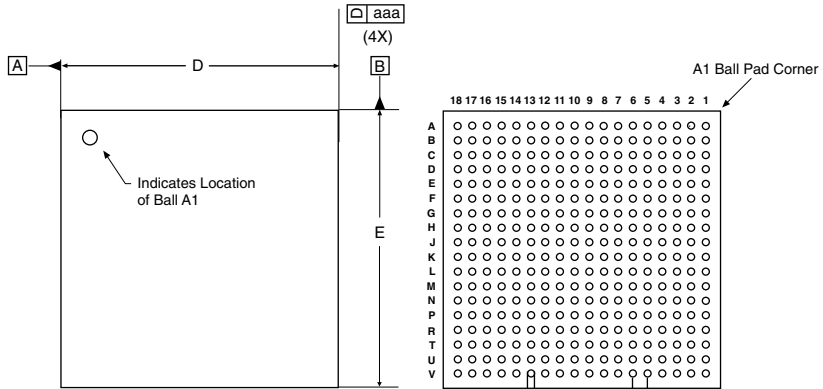 D aaa
(4X)
A
D
B
A1 Ball Pad Corner
18 17 16 15 14 13 12 11 10 9 8 7 6 5 4 3 2 1
A
B
C
D
E
F
G
H
J
K
L
M
N
P
R
T
U
V
Indicates Location
of Ball A1
E